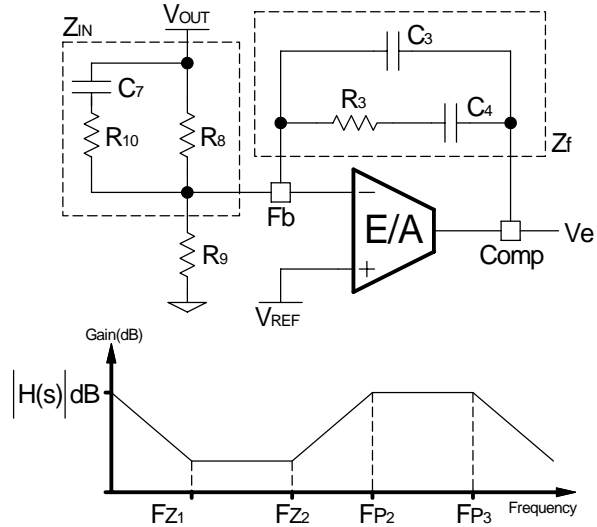 ZIN
VOUT
C7
R10
R8
C3
R3
C4
Zf
Fb
R9
VREF
E/A
Comp
Ve
Gain(dB)
|H(s)|dB
FZ1
FZ2
FP2
FP3
Frequency